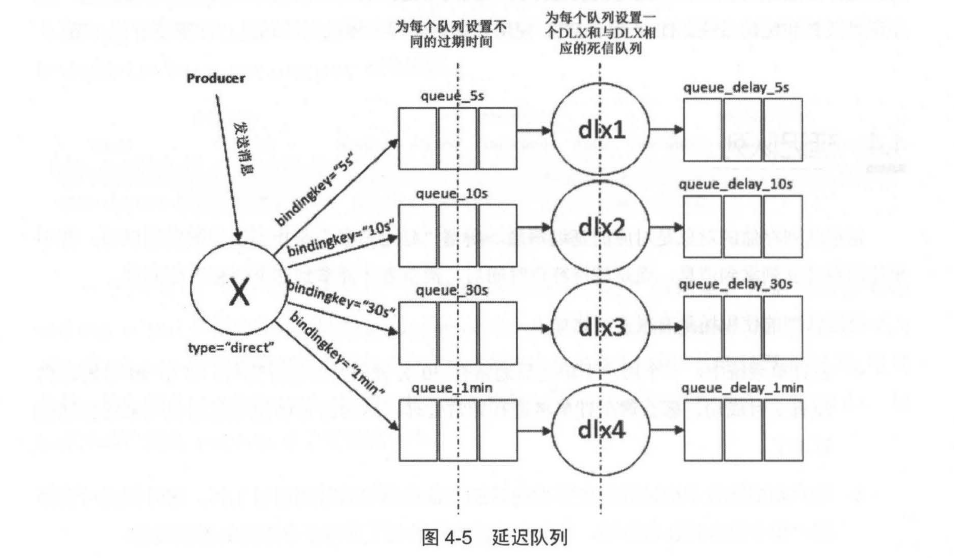 为每个队列设置不
同的过期时间
为每个队列设置一
个DLX和与DLX相
应的死信队列
Producer
发送消息
queue_5s
dlx1
queue_delay_5s
bindingkey="5s"
queue_10s
dlx2
queue_delay_10s
bindingkey="10s"
X
type="direct"
queue_30s
dlx3
queue_delay_30s
bindingkey="30s"
queue_1min
dlx4
queue_delay_1min
bindingkey="1min"
图 4-5 延迟队列